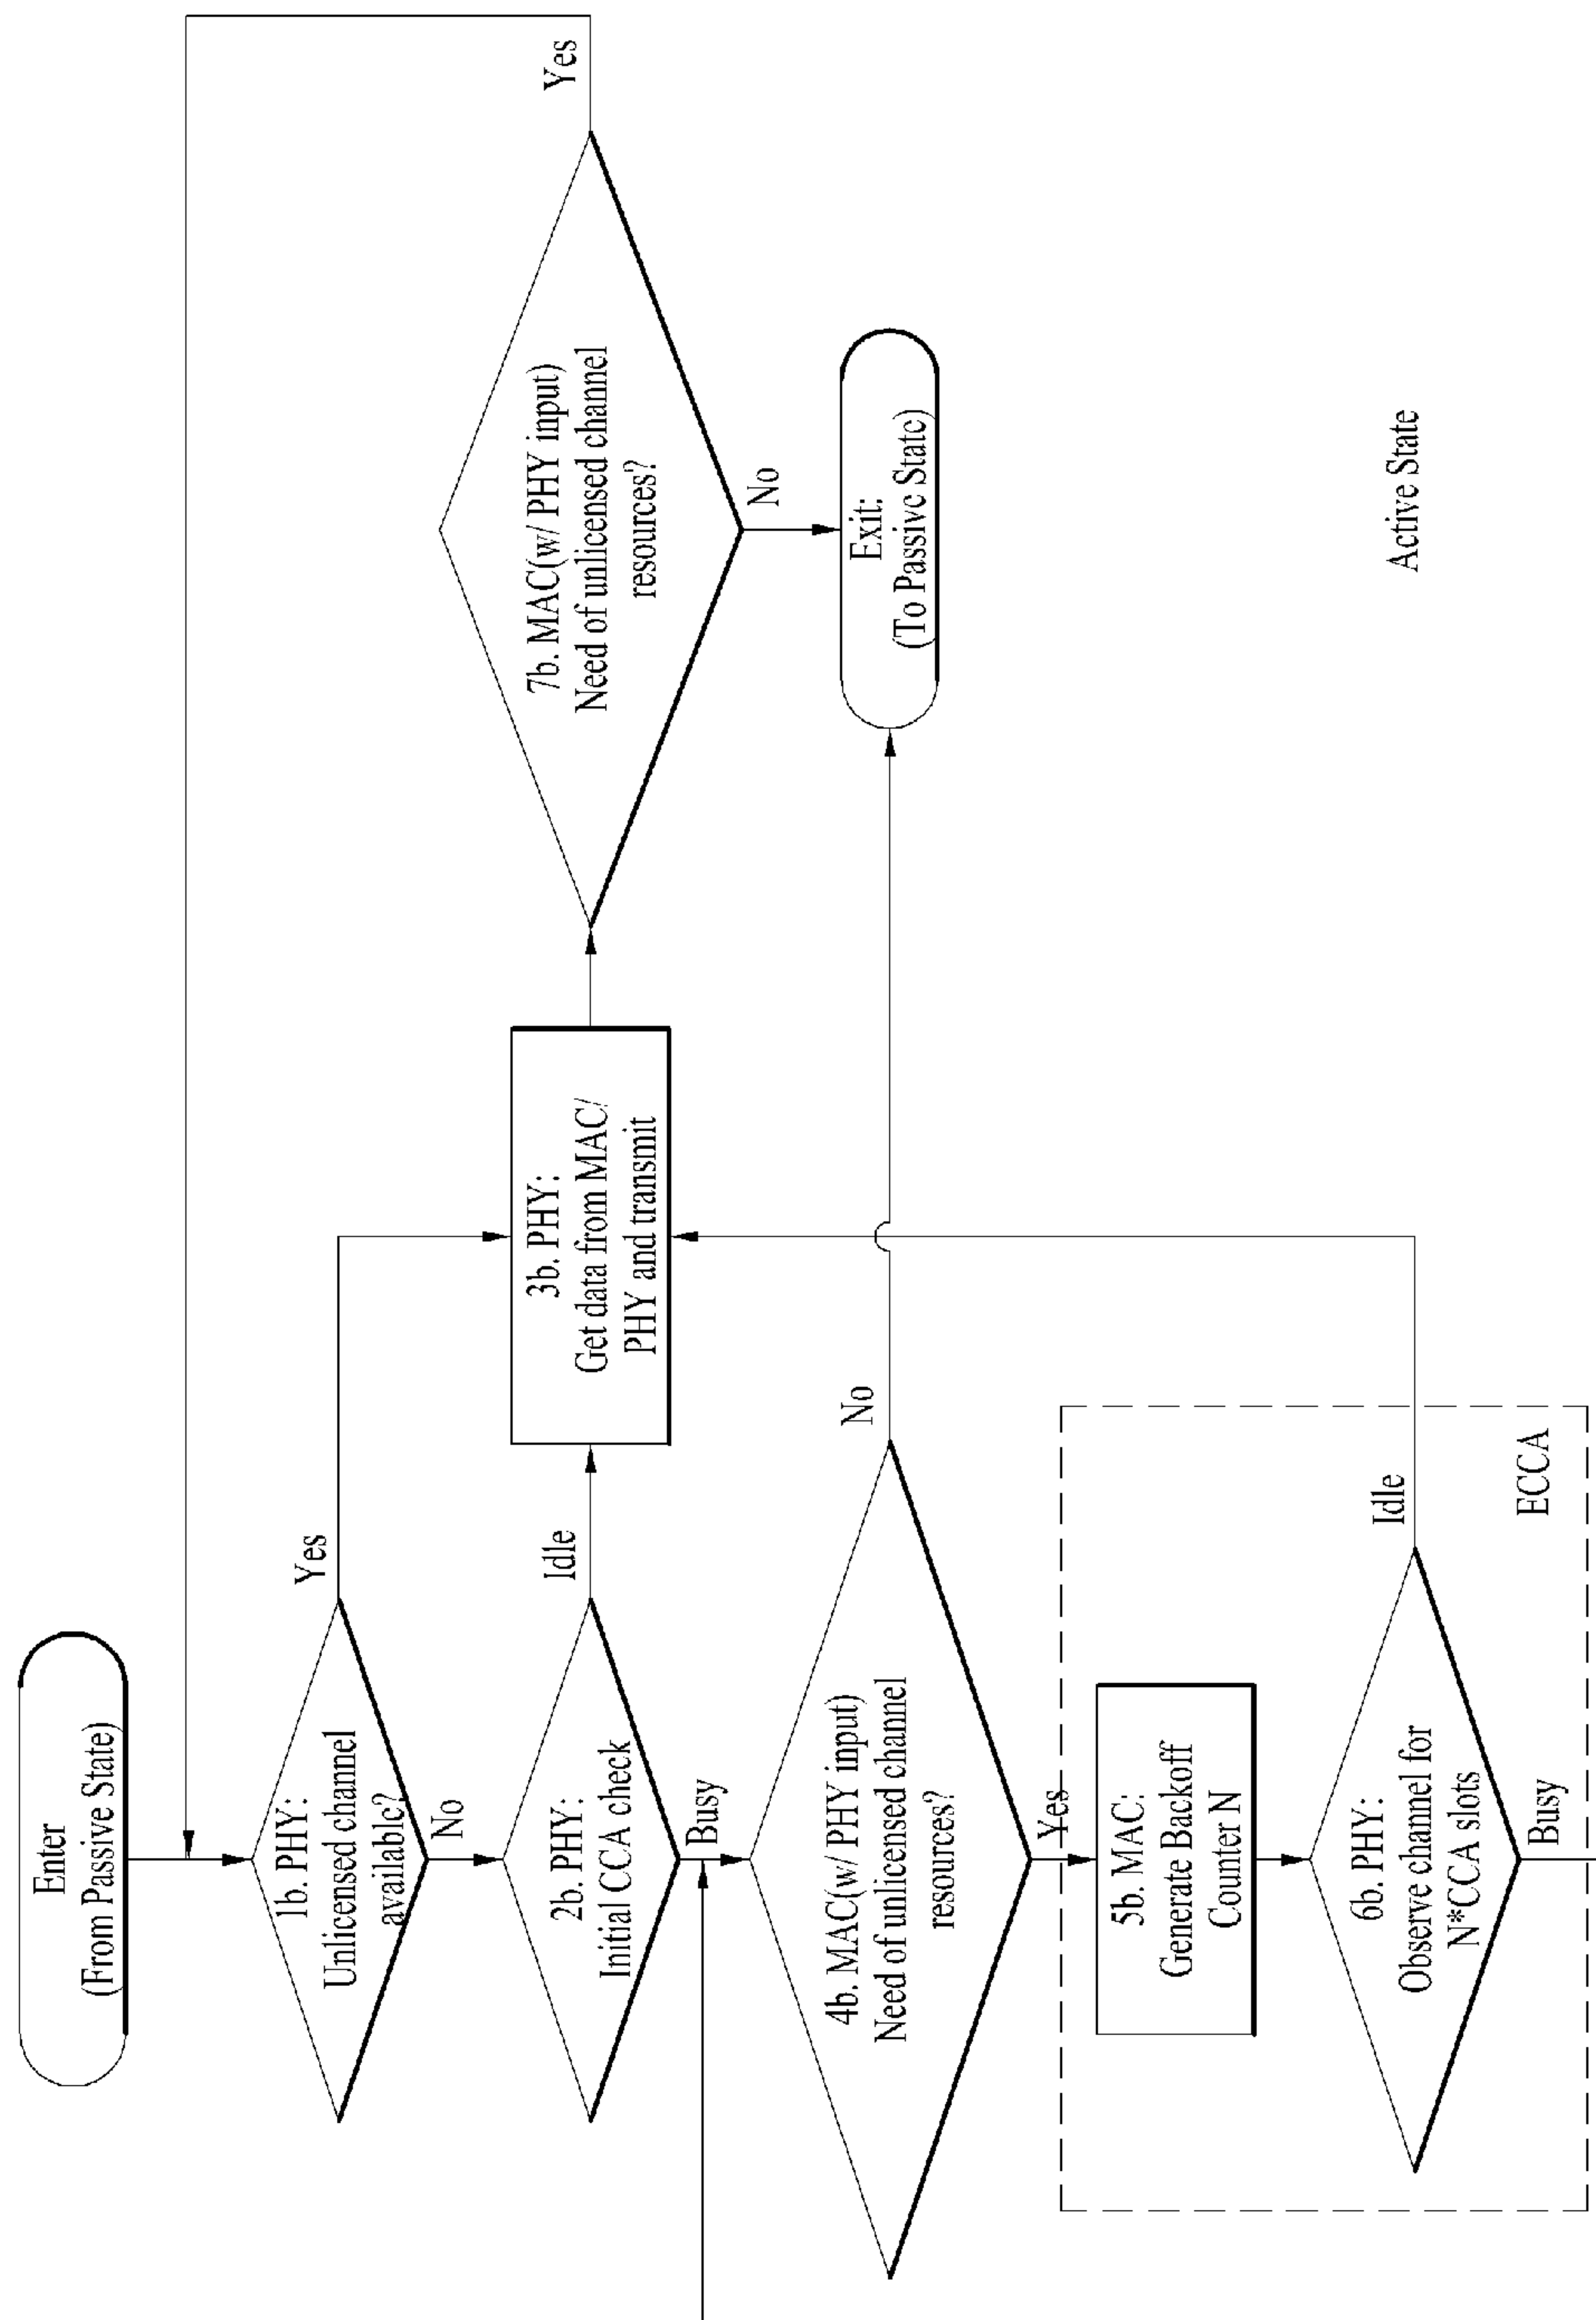 Enter
(From Passive State)
1b. PHY:
Unlicensed channel
available?
Yes
No
2b. PHY:
Initial CCA check
Idle
Busy
3b. PHY:
Get data from MAC/
PHY and transmit
4b. MAC(w/ PHY input)
Need of unlicensed channel
resources?
No
Yes
5b. MAC:
Generate Backoff
Counter N
6b. PHY:
Observe channel for
N*CCA slots
Idle
Busy
ECCA
7b. MAC(w/ PHY input)
Need of unlicensed channel
resources?
Yes
No
Exit:
(To Passive State)
Active State